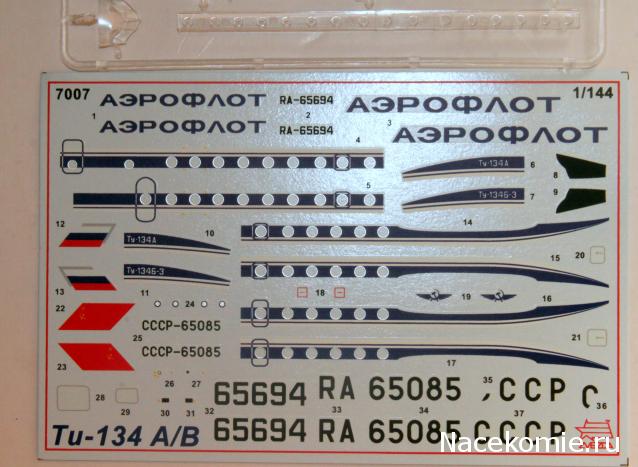 7007 АЭРОФЛОТ RA-65694 АЭРОФЛОТ 1/144
1 2 3
АЭРОФЛОТ RA-65694 АЭРОФЛОТ
4
Ту-134А 6 8
5
Ту-134Б-3 7 9
12 10 14
Ту-134А
15 20
13 Ту-134Б-3
11 24 18 19 16
22
СССР-65085
25 21
23 СССР-65085
17
26 27
28 29 30 31 32
65694 RA 65085 35 ,ССР С
33 34 37 36
Tu-134 A/B 65694 RA 65085 СССР
Nacekomie.ru